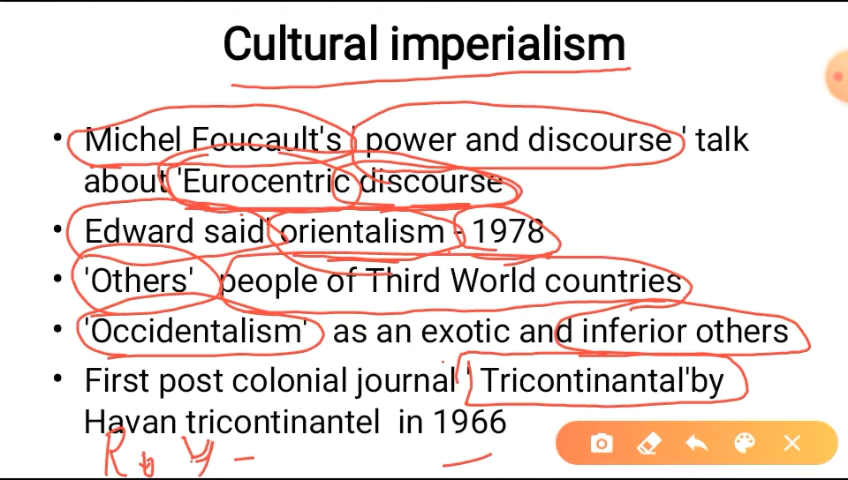 Cultural imperialism
• Michel Foucault's ' power and discourse ' talk
about 'Eurocentric discourse
• Edward said' orientalism - 1978
• 'Others' people of Third World countries
• 'Occidentalism' as an exotic and inferior others
• First post colonial journal ' Tricontinantal'by
Havan tricontinantel in 1966